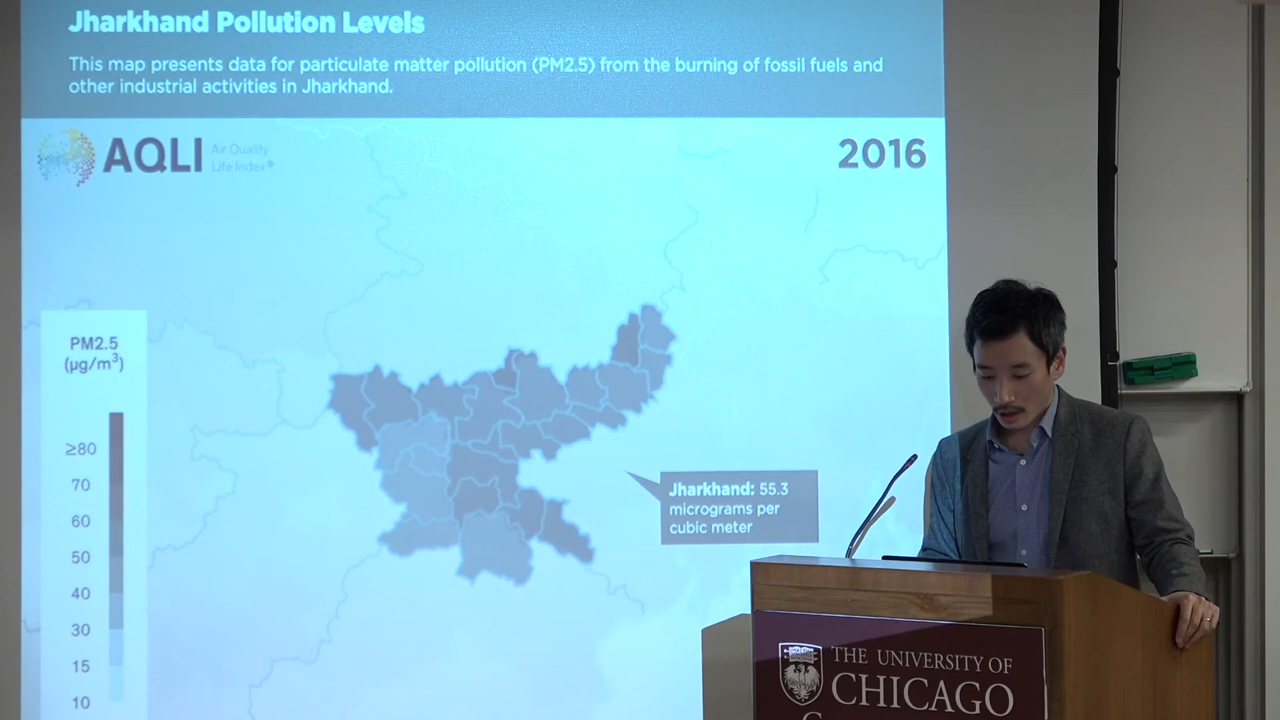 Jharkhand Pollution Levels
This map presents data for particulate matter pollution (PM2.5) from the burning of fossil fuels and
other industrial activities in Jharkhand.
AQLI
Air Quality
Life Index®
2016
PM2.5
(µg/m³)
≥80
70
60
50
40
30
15
10
Jharkhand: 55.3
micrograms per
cubic meter
THE UNIVERSITY OF
CHICAGO